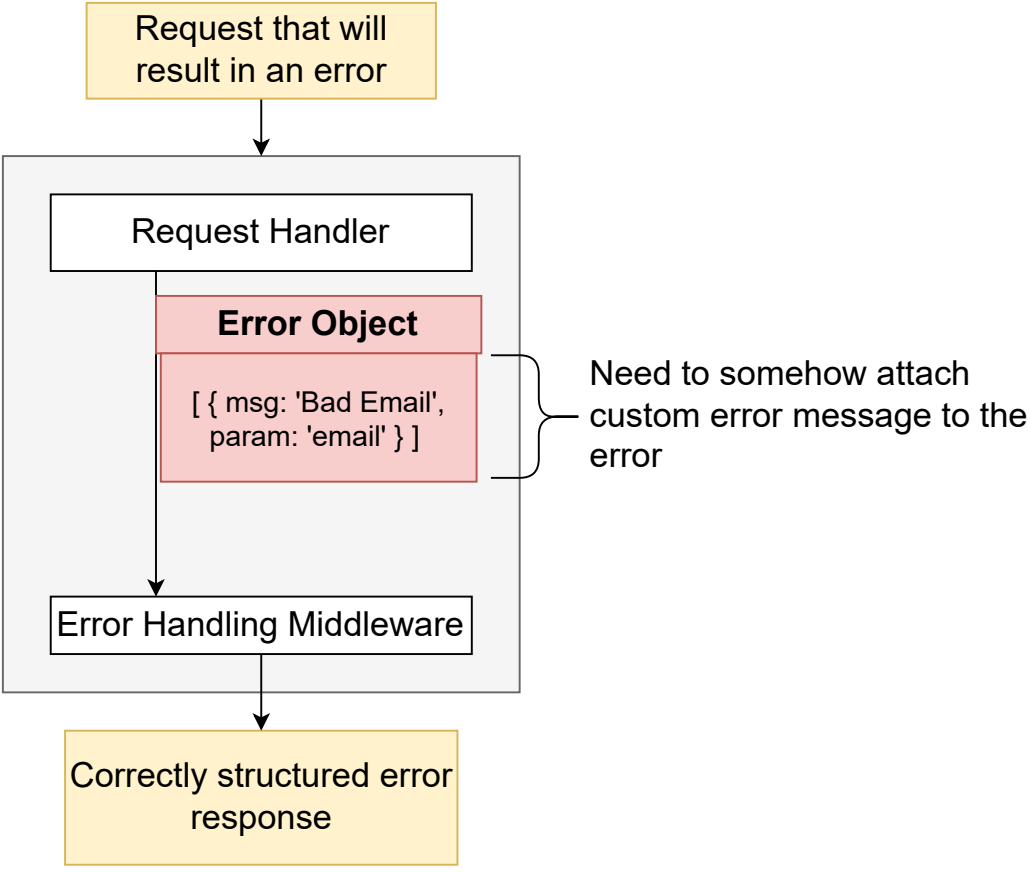 Request that will
result in an error
Request Handler
Error Object
[ { msg: 'Bad Email',
param: 'email' } ]
Need to somehow attach
custom error message to the
error
Error Handling Middleware
Correctly structured error
response